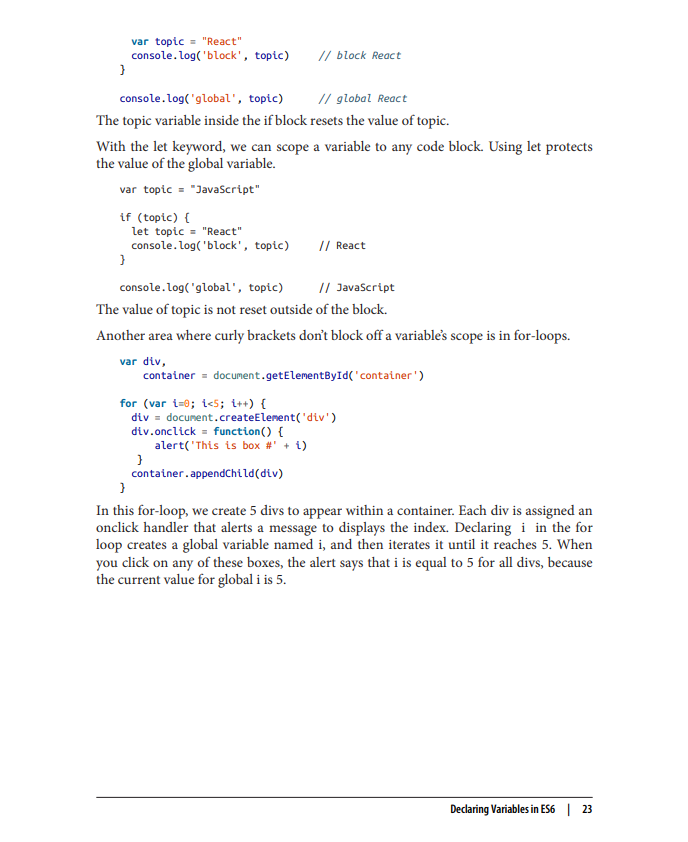 var topic = "React"
console.log('block', topic) // block React
}
console.log('global', topic) // global React
The topic variable inside the if block resets the value of topic.
With the let keyword, we can scope a variable to any code block. Using let protects
the value of the global variable.
var topic = "JavaScript"
if (topic) {
let topic = "React"
console.log('block', topic) // React
}
console.log('global', topic) // JavaScript
The value of topic is not reset outside of the block.
Another area where curly brackets don’t block off a variable’s scope is in for-loops.
var div,
container = document.getElementById('container')
for (var i=0; i<5; i++) {
div = document.createElement('div')
div.onclick = function() {
alert('This is box #' + i)
}
container.appendChild(div)
}
In this for-loop, we create 5 divs to appear within a container. Each div is assigned an
onclick handler that alerts a message to displays the index. Declaring i in the for
loop creates a global variable named i, and then iterates it until it reaches 5. When
you click on any of these boxes, the alert says that i is equal to 5 for all divs, because
the current value for global i is 5.
Declaring Variables in ES6 | 23